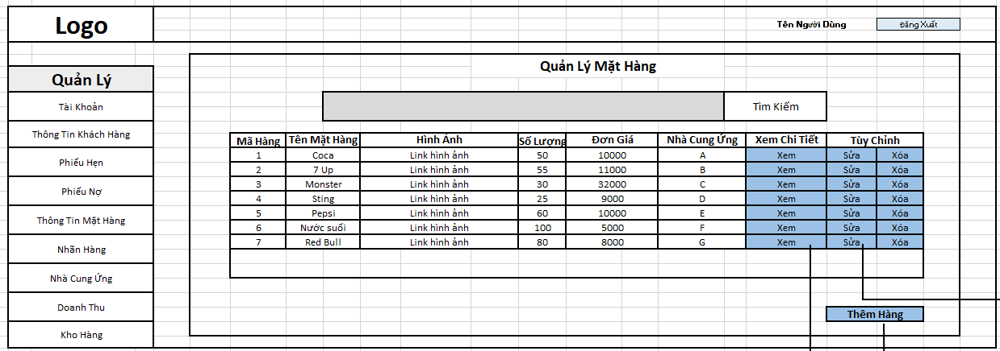 Logo
Tên Người Dùng
Đăng Xuất
Quản Lý
Tài Khoản
Thông Tin Khách Hàng
Phiếu Hẹn
Phiếu Nợ
Thông Tin Mặt Hàng
Nhãn Hàng
Nhà Cung Ứng
Doanh Thu
Kho Hàng
Quản Lý Mặt Hàng
Tìm Kiếm
Mã Hàng Tên Mặt Hàng Hình Ảnh Số Lượng Đơn Giá Nhà Cung Ứng Xem Chi Tiết Tùy Chỉnh
1 Coca Link hình ảnh 50 10000 A Xem Sửa Xóa
2 7 Up Link hình ảnh 55 11000 B Xem Sửa Xóa
3 Monster Link hình ảnh 30 32000 C Xem Sửa Xóa
4 Sting Link hình ảnh 25 9000 D Xem Sửa Xóa
5 Pepsi Link hình ảnh 60 10000 E Xem Sửa Xóa
6 Nước suối Link hình ảnh 100 5000 F Xem Sửa Xóa
7 Red Bull Link hình ảnh 80 8000 G Xem Sửa Xóa
Thêm Hàng